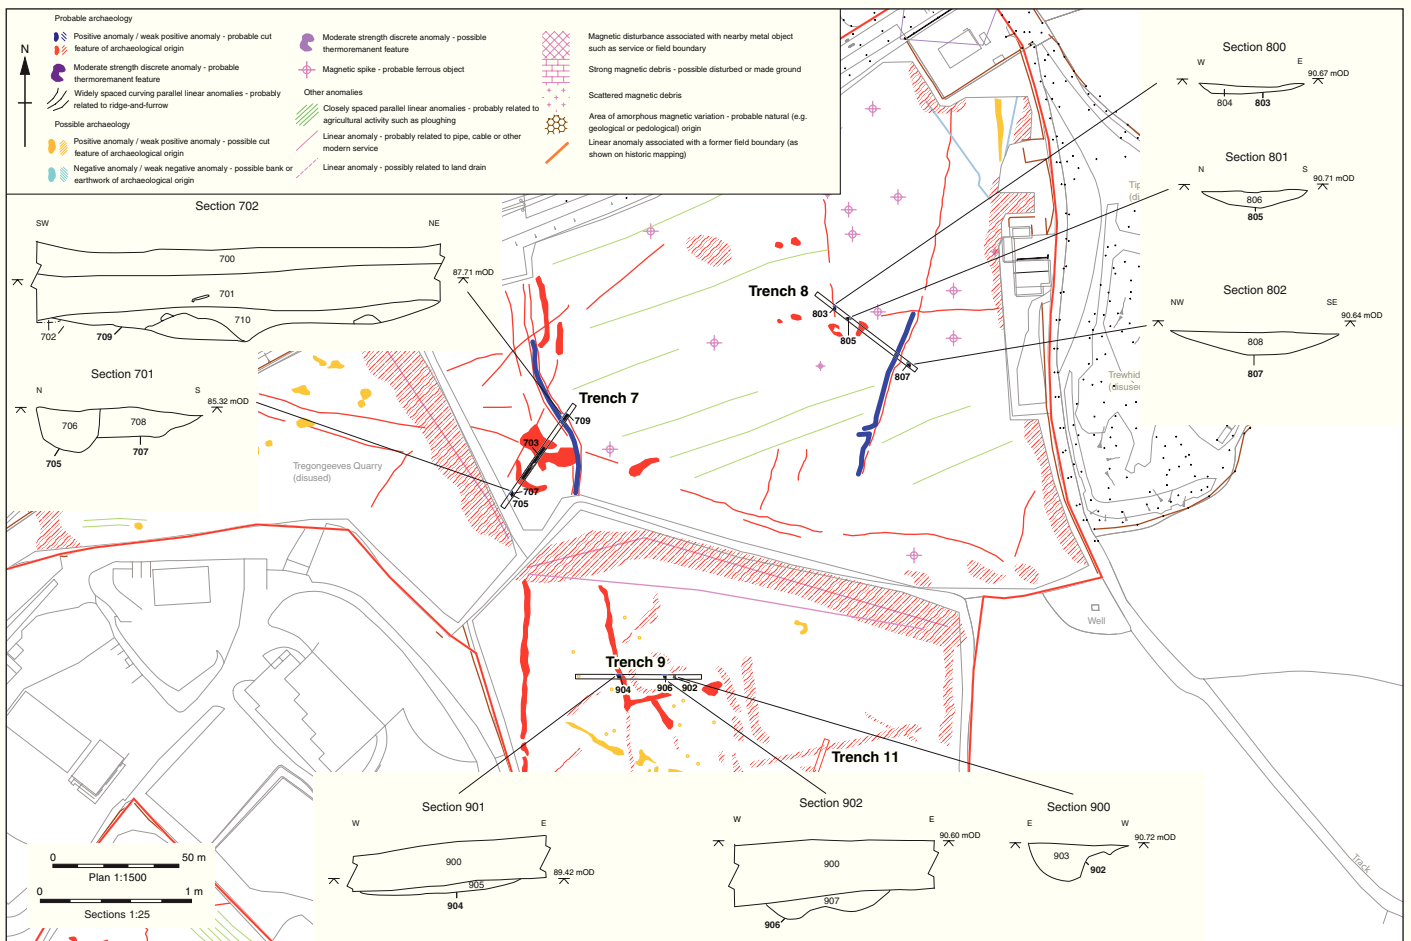 Probable archaeology
N
Positive anomaly / weak positive anomaly - probable cut
feature of archaeological origin
Moderate strength discrete anomaly - probable
thermoremanent feature
Widely spaced curving parallel linear anomalies - probably
related to ridge-and-furrow
Possible archaeology
Positive anomaly / weak positive anomaly - possible cut
feature of archaeological origin
Negative anomaly / weak negative anomaly - possible bank or
earthwork of archaeological origin
Moderate strength discrete anomaly - possible
thermoremanent feature
Magnetic spike - probable ferrous object
Other anomalies
Closely spaced parallel linear anomalies - probably related to
agricultural activity such as ploughing
Linear anomaly - probably related to pipe, cable or other
modern service
Linear anomaly - possibly related to land drain
Magnetic disturbance associated with nearby metal object
such as service or field boundary
Strong magnetic debris - possible disturbed or made ground
Scattered magnetic debris
Area of amorphous magnetic variation - probable natural (e.g.
geological or pedological) origin
Linear anomaly associated with a former field boundary (as
shown on historic mapping)
Section 800
W
E
90.67 mOD
804
803
Section 801
N
S
90.71 mOD
806
805
Section 802
NW
SE
90.64 mOD
808
807
Section 702
SW
NE
700
87.71 mOD
701
710
702
709
Section 701
N
S
85.32 mOD
706
708
705
707
Trench 8
803
805
807
Trench 7
709
703
707
705
Tregongeeves Quarry
(disused)
Tip
(di
Trewhid
(disused
Well
Track
Trench 9
904
906
902
Trench 11
Section 901
W
E
900
905
89.42 mOD
904
Section 902
W
E
90.60 mOD
900
907
906
Section 900
E
W
90.72 mOD
903
902
0
50 m
Plan 1:1500
0
1 m
Sections 1:25